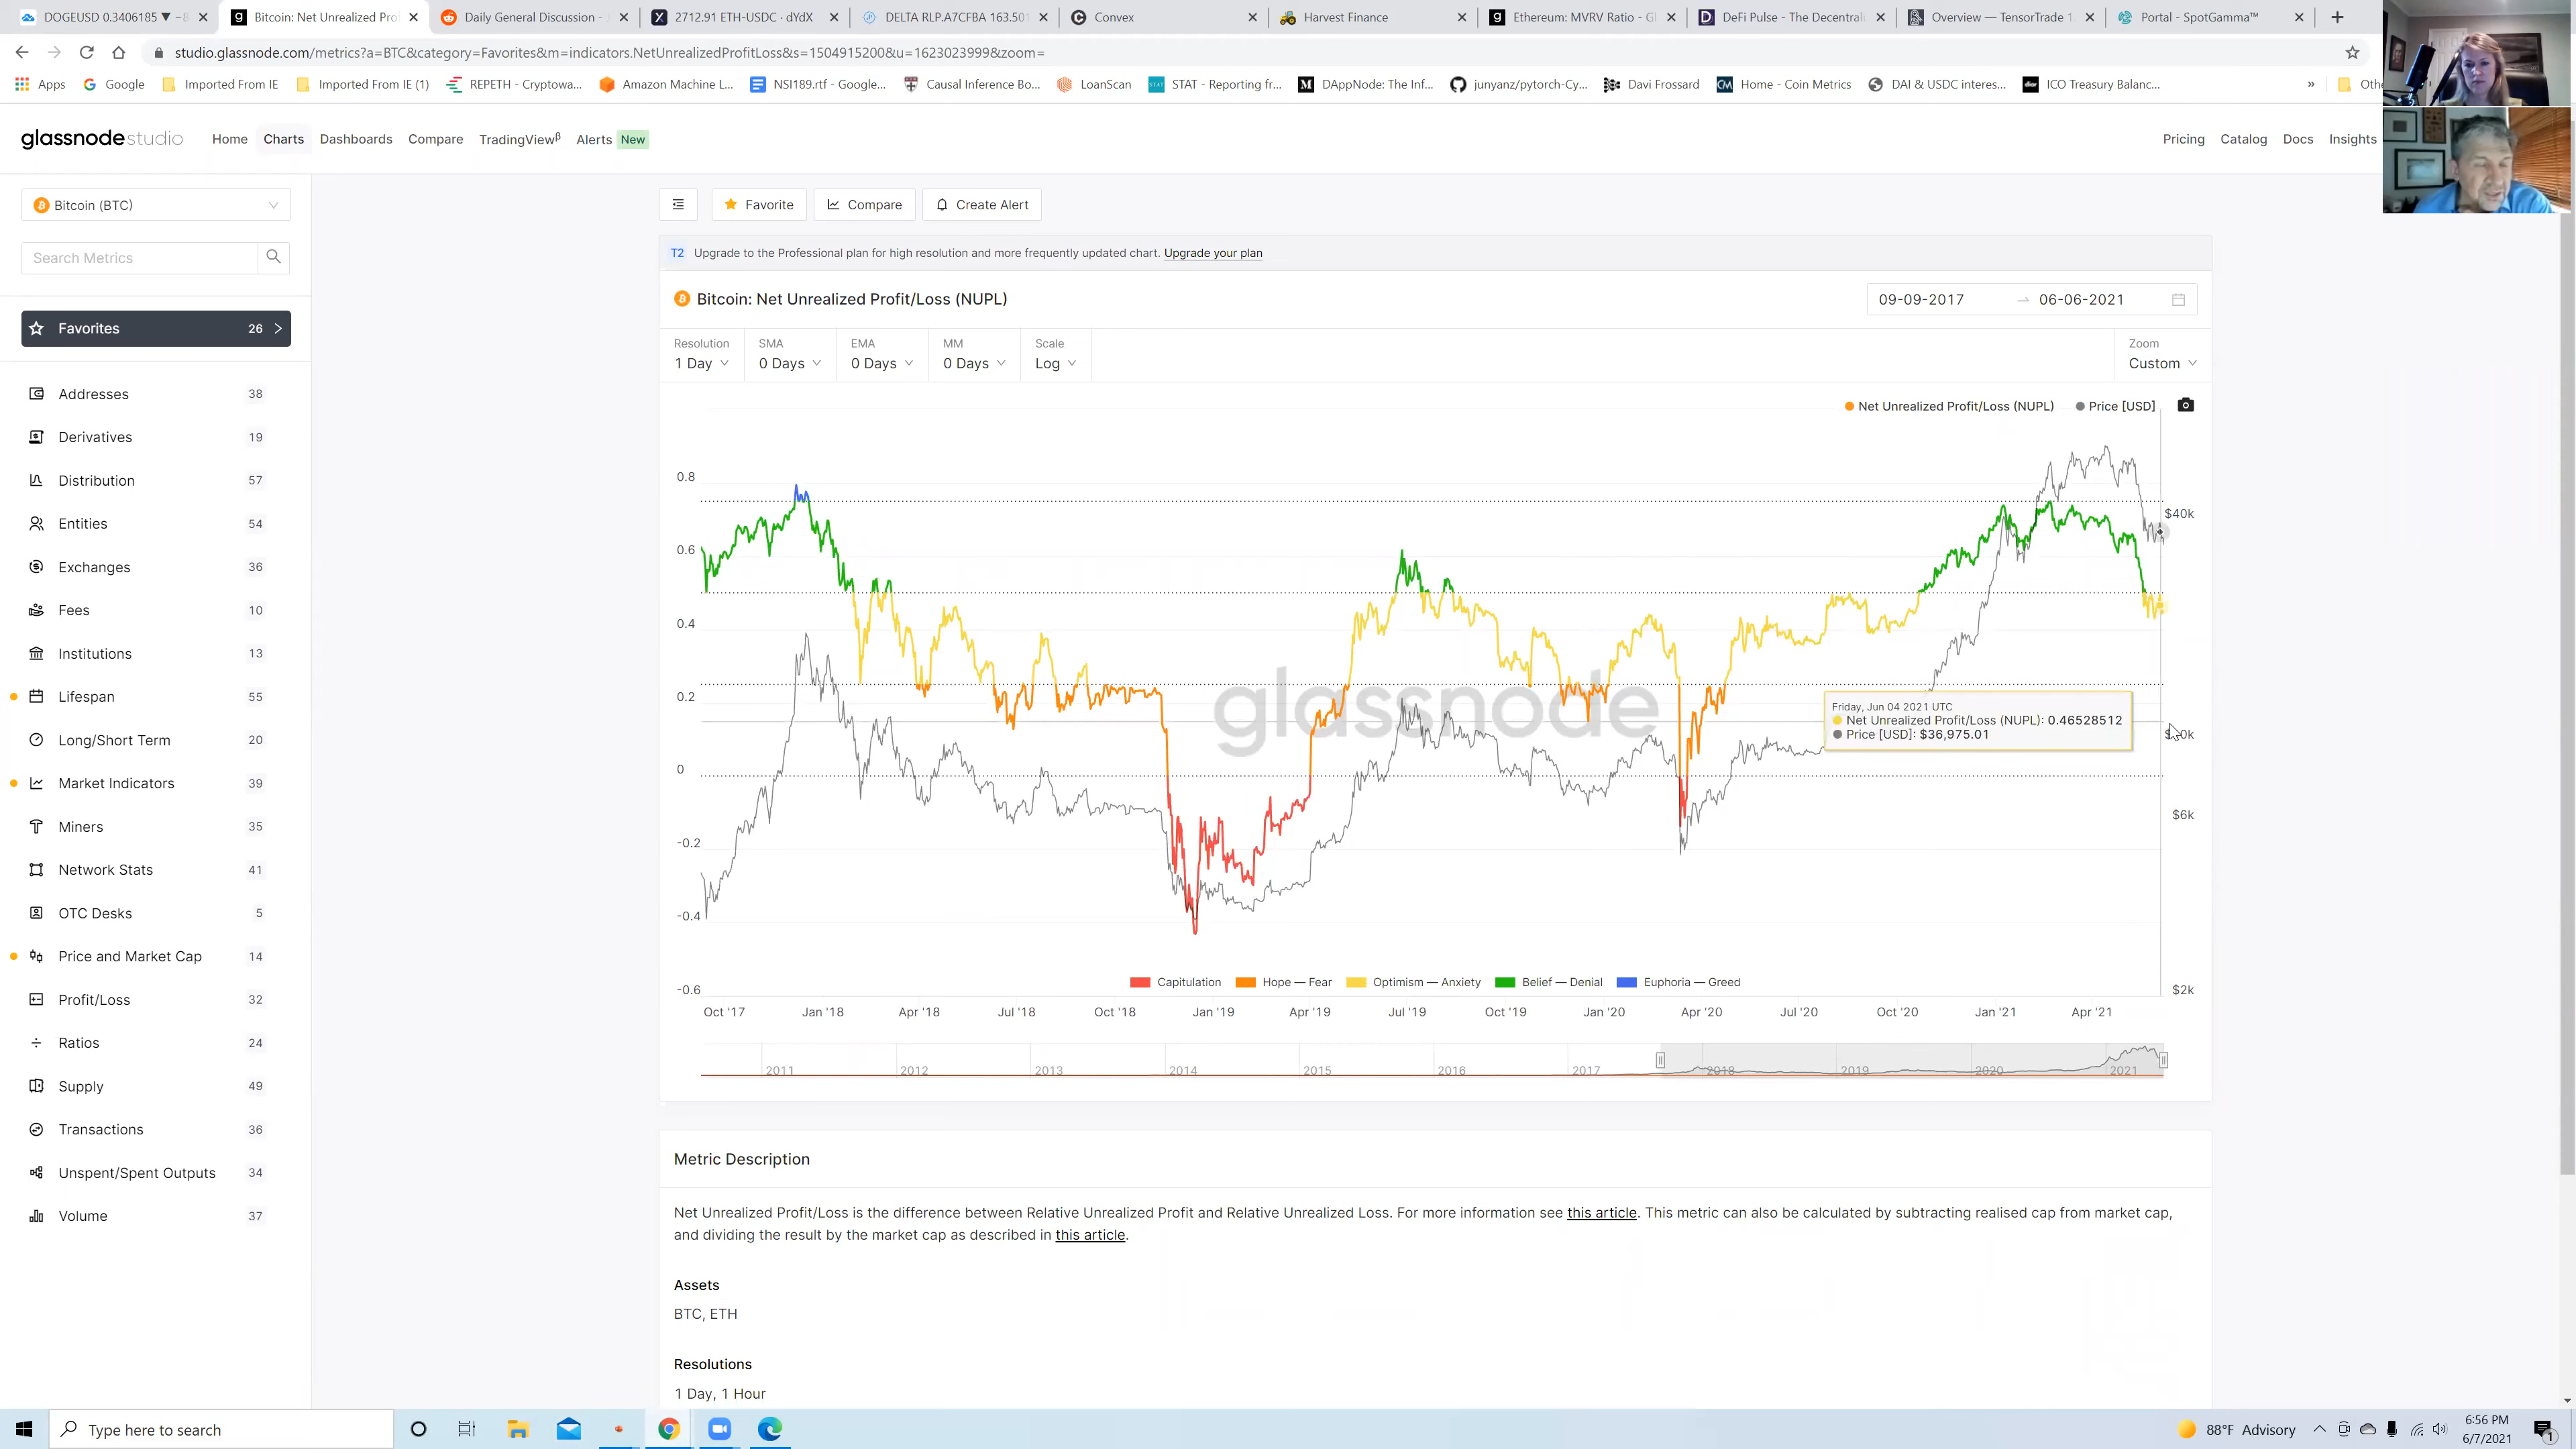 DOGEUSD 0.3406185 ▼ −8
Bitcoin: Net Unrealized Pro
Daily General Discussion -
2712.91 ETH-USDC · dYdX
DELTA RLP.A7CFBA 163.501
Convex
Harvest Finance
Ethereum: MVRV Ratio - Gl
DeFi Pulse - The Decentrali
Overview — TensorTrade 1.
Portal - SpotGamma™
studio.glassnode.com/metrics?a=BTC&category=Favorites&m=indicators.NetUnrealizedProfitLoss&s=1504915200&u=1623023999&zoom=
Apps
Google
Imported From IE
Imported From IE (1)
REPETH - Cryptowa...
Amazon Machine L...
NSI189.rtf - Google...
Causal Inference Bo...
LoanScan
STAT - Reporting fr...
DAppNode: The Inf...
junyanz/pytorch-Cy...
Davi Frossard
Home - Coin Metrics
DAI & USDC interes...
ICO Treasury Balanc...
»
glassnodestudio
Home
Charts
Dashboards
Compare
TradingViewβ
Alerts New
Pricing
Catalog
Docs
Insights
Bitcoin (BTC)
Search Metrics
Favorites 26
Addresses 38
Derivatives 19
Distribution 57
Entities 54
Exchanges 36
Fees 10
Institutions 13
Lifespan 55
Long/Short Term 20
Market Indicators 39
Miners 35
Network Stats 41
OTC Desks 5
Price and Market Cap 14
Profit/Loss 32
Ratios 24
Supply 49
Transactions 36
Unspent/Spent Outputs 34
Volume 37
Favorite
Compare
Create Alert
T2 Upgrade to the Professional plan for high resolution and more frequently updated chart. Upgrade your plan
Bitcoin: Net Unrealized Profit/Loss (NUPL)
09-09-2017 → 06-06-2021
Resolution SMA EMA MM Scale Zoom
1 Day 0 Days 0 Days 0 Days Log Custom
Net Unrealized Profit/Loss (NUPL) Price [USD]
0.8
0.6
0.4
0.2
0
-0.2
-0.4
-0.6
$40k
$6k
$2k
glassnode
Friday, Jun 04 2021 UTC
Net Unrealized Profit/Loss (NUPL): 0.46528512
Price [USD]: $36,975.01
Capitulation Hope — Fear Optimism — Anxiety Belief — Denial Euphoria — Greed
Oct '17 Jan '18 Apr '18 Jul '18 Oct '18 Jan '19 Apr '19 Jul '19 Oct '19 Jan '20 Apr '20 Jul '20 Oct '20 Jan '21 Apr '21
2011 2012 2013 2014 2015 2016 2017 2018 2019 2020 2021
Metric Description
Net Unrealized Profit/Loss is the difference between Relative Unrealized Profit and Relative Unrealized Loss. For more information see this article. This metric can also be calculated by subtracting realised cap from market cap,
and dividing the result by the market cap as described in this article.
Assets
BTC, ETH
Resolutions
1 Day, 1 Hour
Type here to search
88°F Advisory
6:56 PM
6/7/2021
1